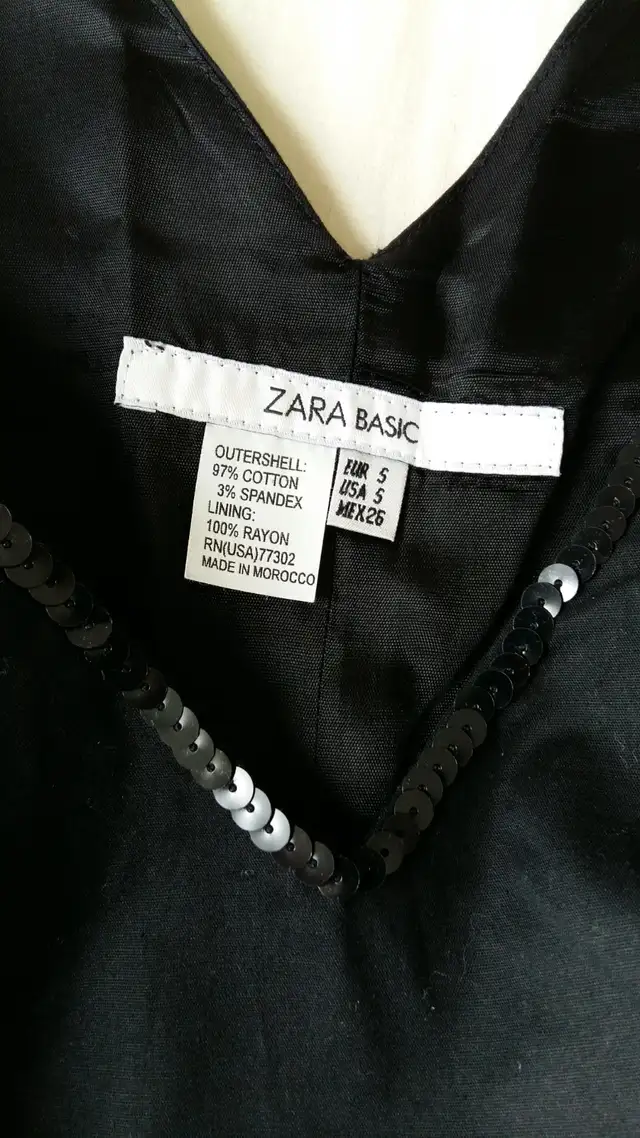 ZARA BASIC
OUTERSHELL:
97% COTTON
3% SPANDEX
LINING:
100% RAYON
RN(USA)77302
MADE IN MOROCCO
EUR S
USA S
MEX26